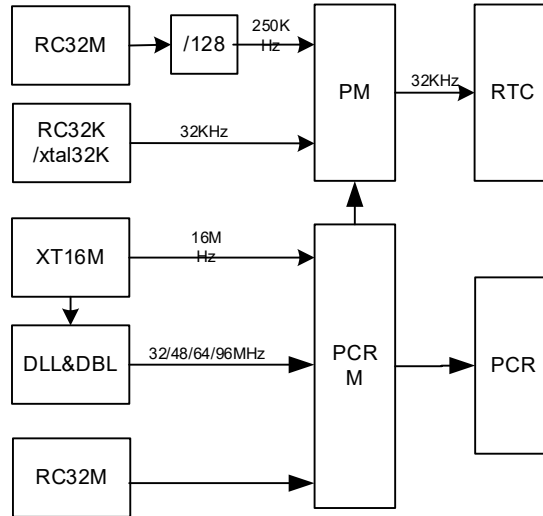 RC32M
/128
250K
Hz
PM
32KHz
RTC
RC32K
/xtal32K
32KHz
XT16M
16M
Hz
DLL&DBL
32/48/64/96MHz
PCR
M
PCR
RC32M